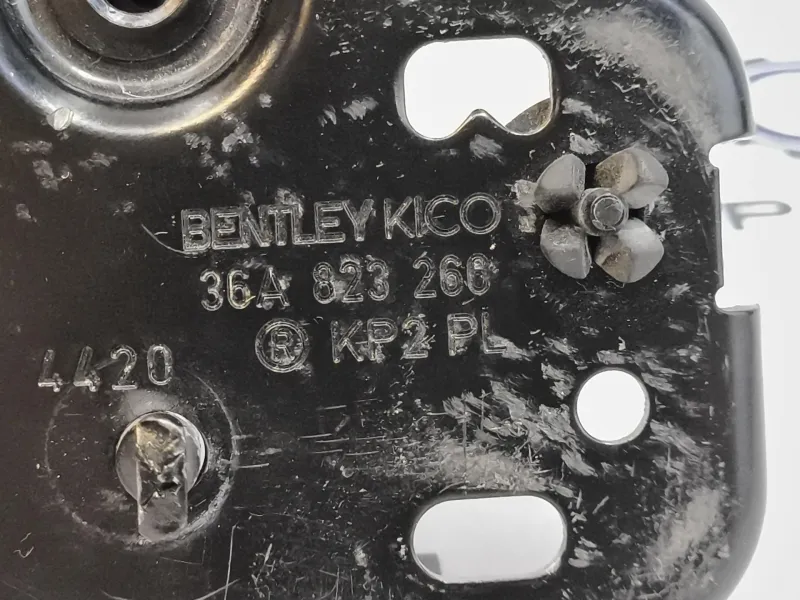 BENTLEY KICO
36A 823 266
® KP2 PL
4420